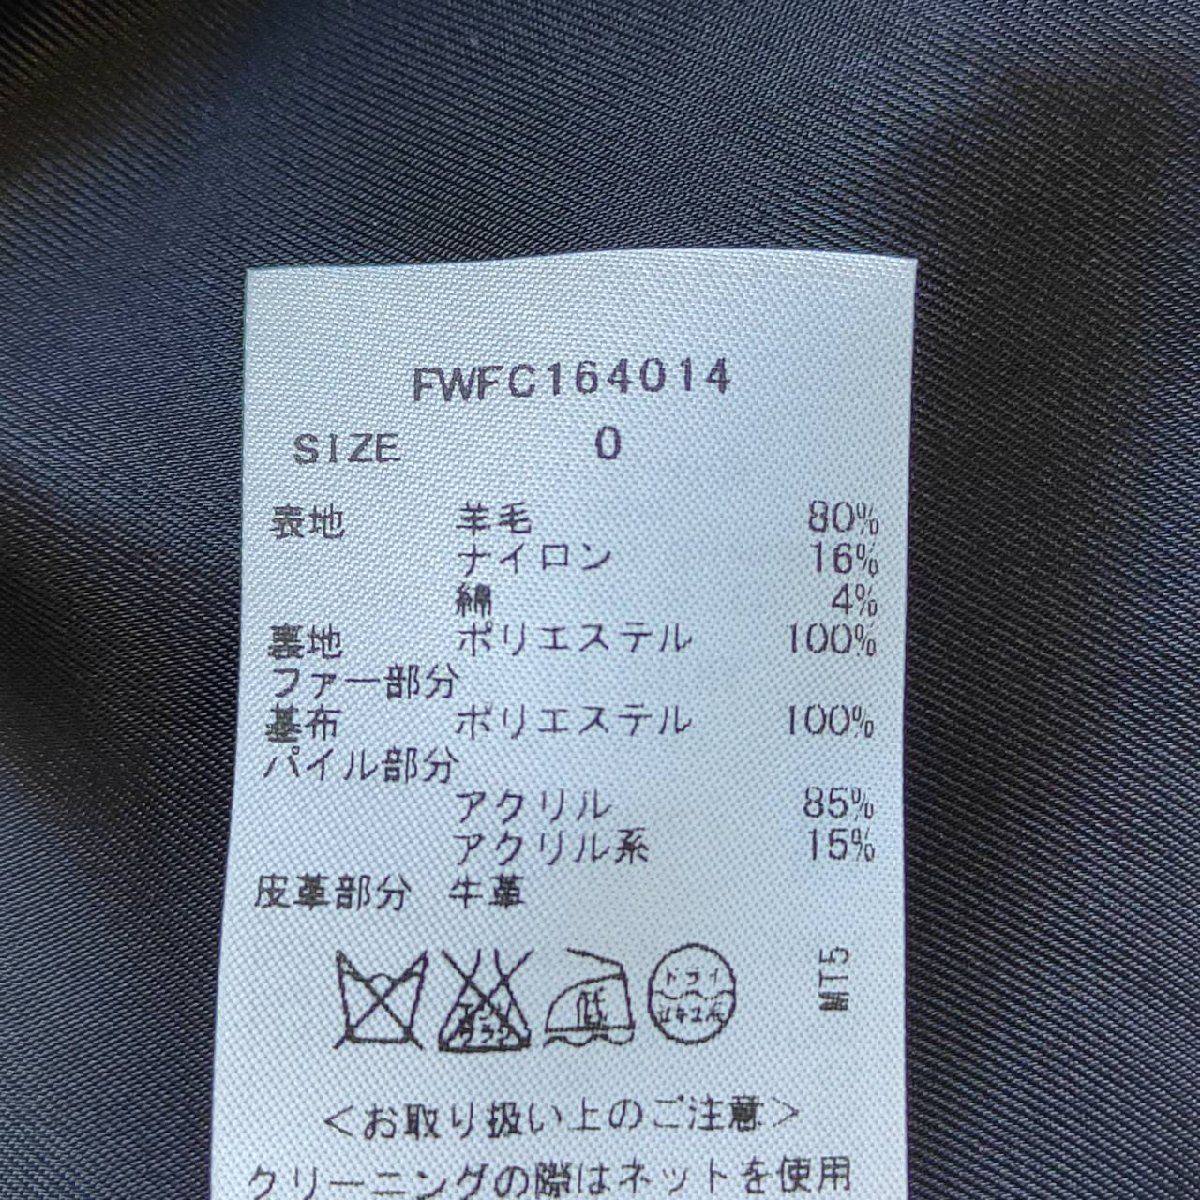 FWFC164014
SIZE 0
表地 羊毛 80%
ナイロン 16%
綿 4%
裏地 ポリエステル 100%
ファー部分
基布 ポリエステル 100%
パイル部分
アクリル 85%
アクリル系 15%
皮革部分 牛革
MT5
＜お取り扱い上のご注意＞
クリーニングの際はネットを使用